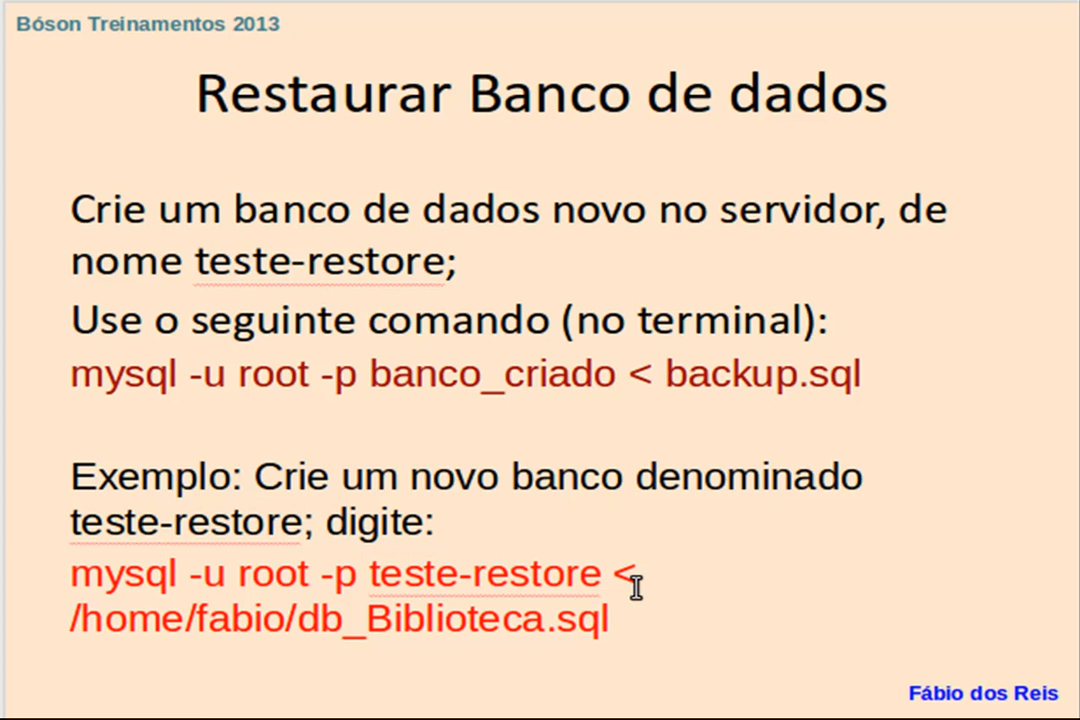 Bóson Treinamentos 2013
Restaurar Banco de dados
Crie um banco de dados novo no servidor, de
nome teste-restore;
Use o seguinte comando (no terminal):
mysql -u root -p banco_criado < backup.sql
Exemplo: Crie um novo banco denominado
teste-restore; digite:
mysql -u root -p teste-restore <
/home/fabio/db_Biblioteca.sql
Fábio dos Reis